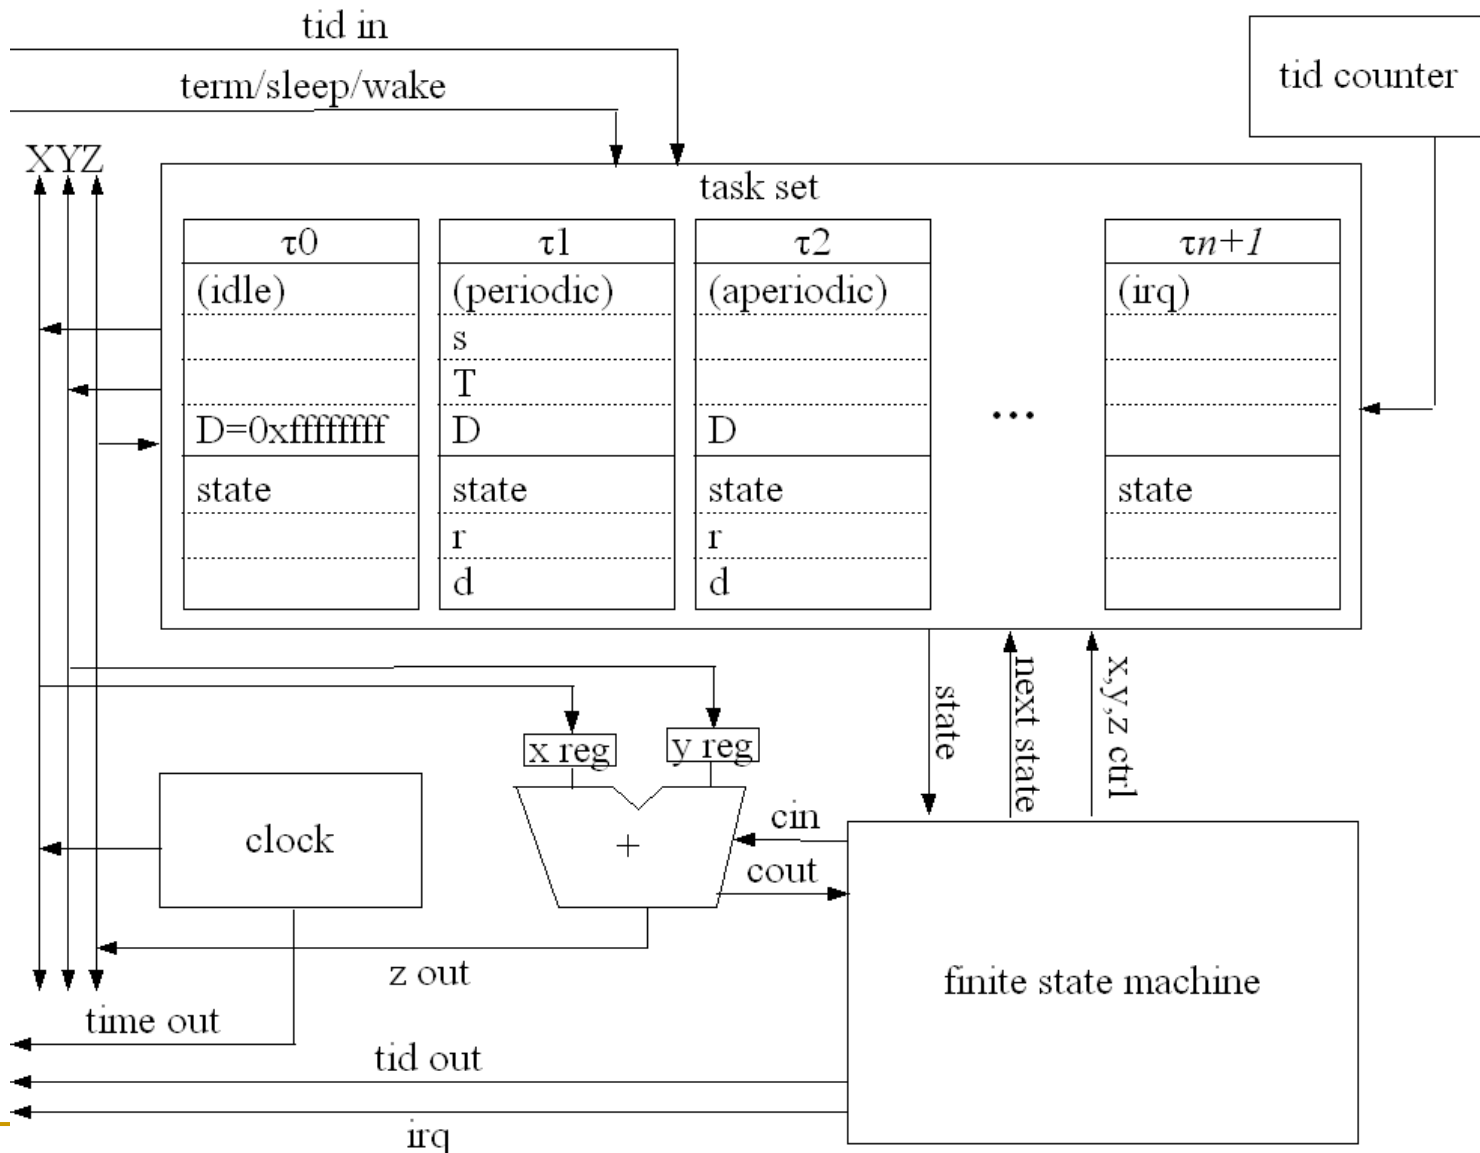 tid in
tid counter
term/sleep/wake
XYZ
task set
τ0
τ1
τ2
τn+1
(idle)
(periodic)
(aperiodic)
(irq)
s
T
D=0xffffffff
D
D
...
state
state
state
state
r
r
d
d
state
next state
x,y,z ctrl
x reg
y reg
clock
+
cin
cout
z out
finite state machine
time out
tid out
irq